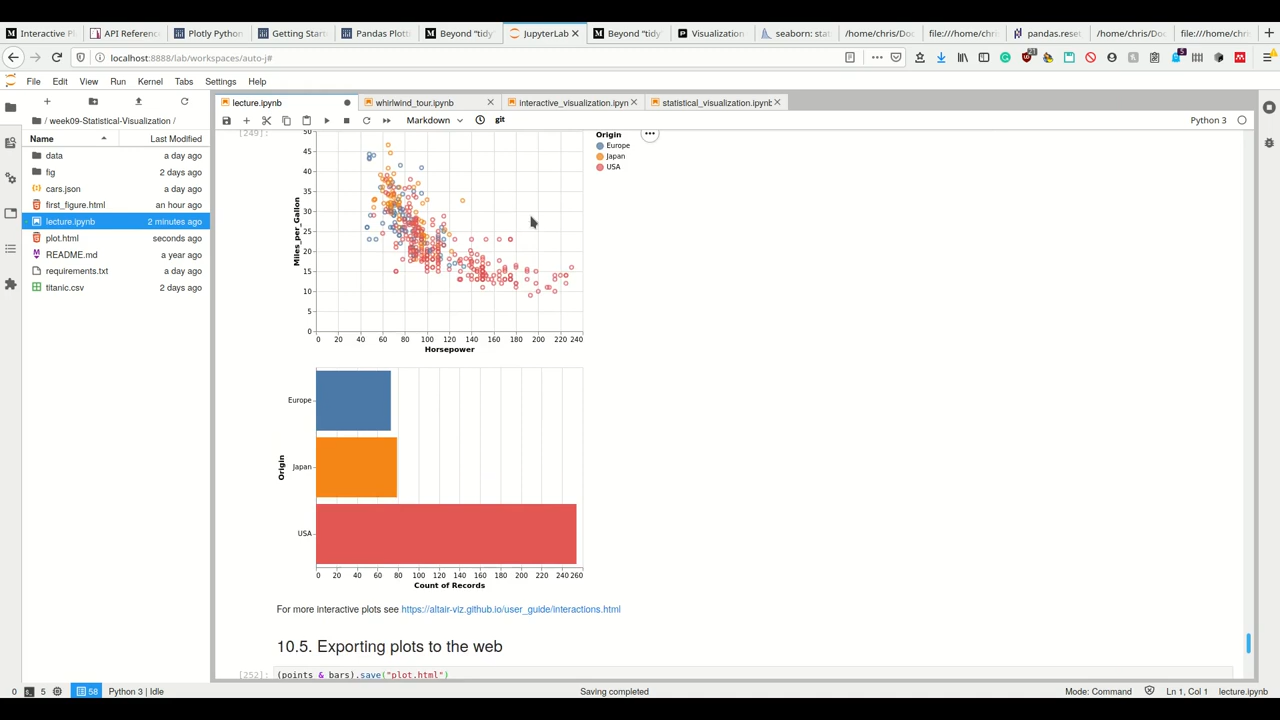 Interactive Pl
API Reference
Plotly Python
Getting Start
Pandas Plotti
Beyond “tidy
JupyterLab
Beyond “tidy
Visualization
seaborn: stat
/home/chris/Doc
file:///home/chri
pandas.reset
/home/chris/Doc
file:///home/chri
localhost:8888/lab/workspaces/auto-j#
21
5
File Edit View Run Kernel Tabs Settings Help
lecture.ipynb
whirlwind_tour.ipynb
interactive_visualization.ipyn
statistical_visualization.ipynb
/ week09-Statistical-Visualization /
Markdown
git
Python 3
Name Last Modified
data a day ago
fig 2 days ago
cars.json a day ago
first_figure.html an hour ago
lecture.ipynb 2 minutes ago
plot.html seconds ago
README.md a year ago
requirements.txt a day ago
titanic.csv 2 days ago
[249]:
50
45
40
35
30
25
20
15
10
5
0
Miles_per_Gallon
0 20 40 60 80 100 120 140 160 180 200 220 240
Horsepower
Origin
Europe
Japan
USA
Origin
Europe
Japan
USA
0 20 40 60 80 100 120 140 160 180 200 220 240 260
Count of Records
For more interactive plots see https://altair-viz.github.io/user_guide/interactions.html
10.5. Exporting plots to the web
[252]: (points & bars).save("plot.html")
0 5 58 Python 3 | Idle Saving completed Mode: Command Ln 1, Col 1 lecture.ipynb